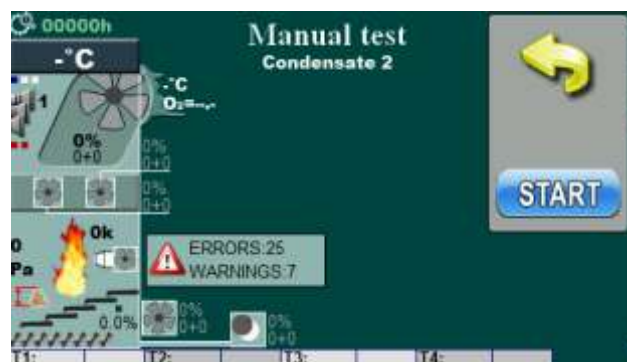 00000h
Manual test
-°C
Condensate 2
-°C
1
O₂=--,-
0%
0+0
0%
0+0
0%
0+0
START
0k
0
Pa
ERRORS:25
WARNINGS:7
0.0%
0%
0+0
0%
0+0
T1:
T2:
T3:
T4: